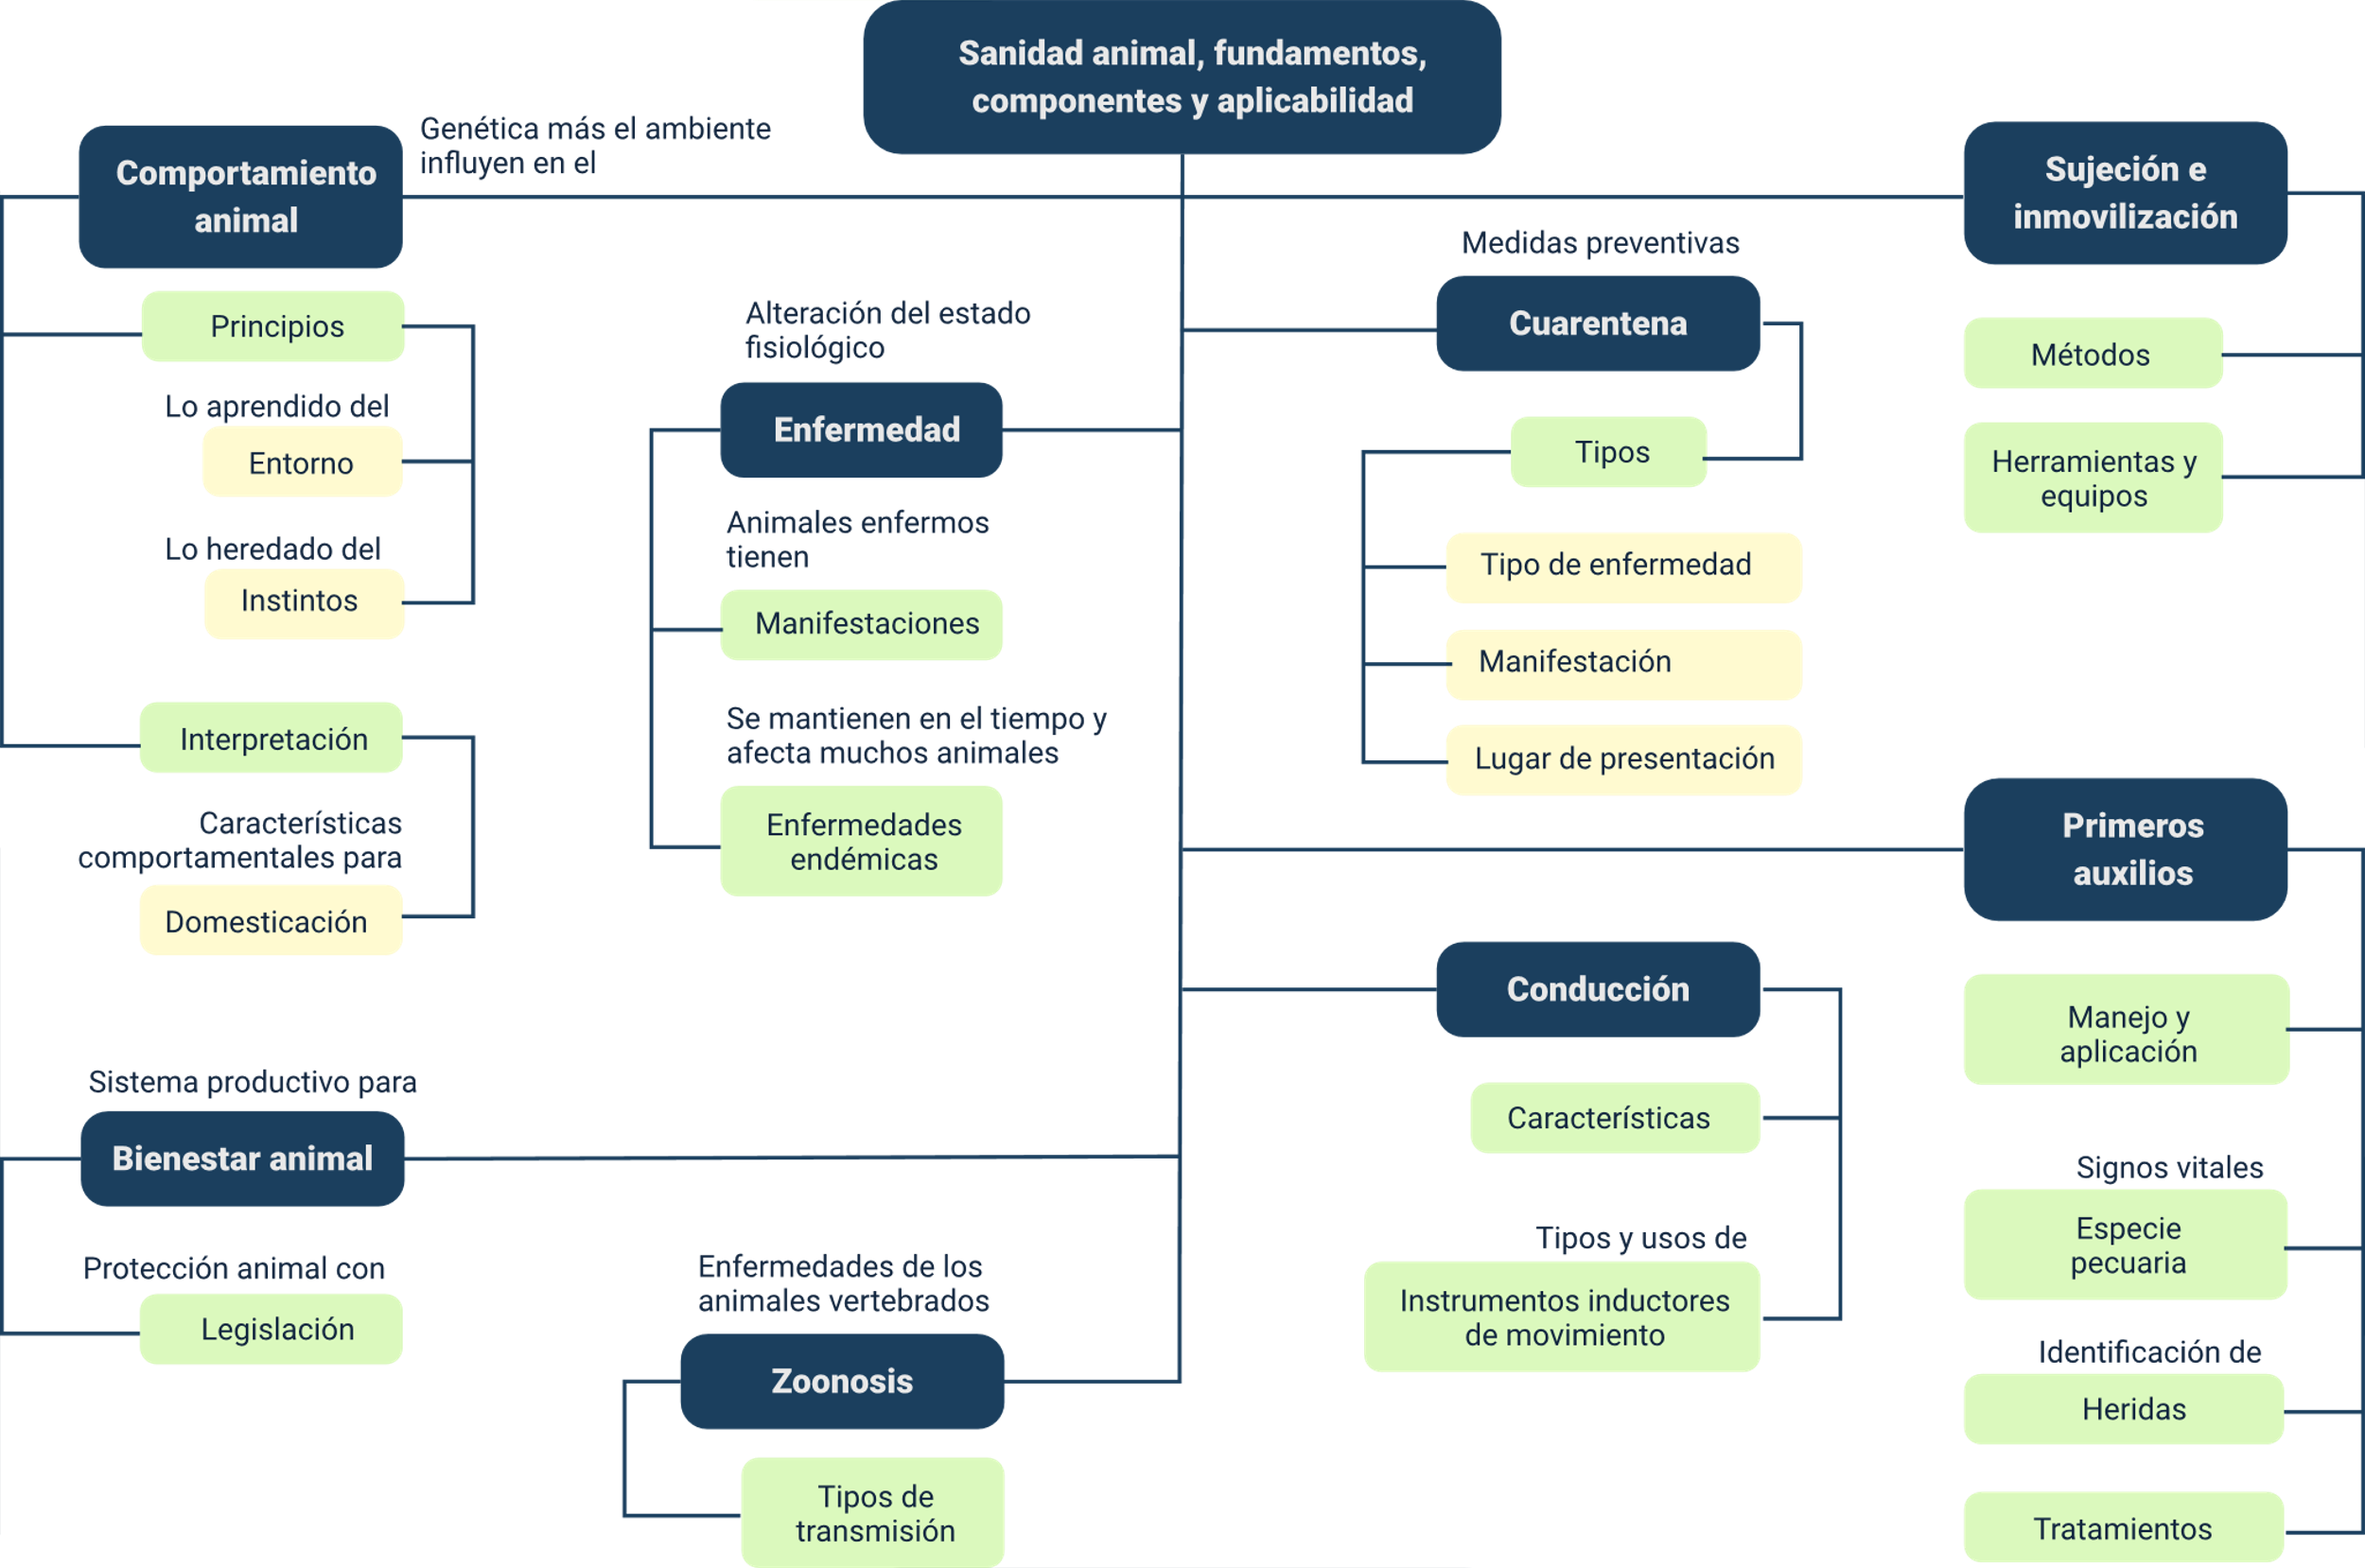 Sanidad animal, fundamentos,
componentes y aplicabilidad
Genética más el ambiente
influyen en el
Comportamiento
animal
Principios
Lo aprendido del
Entorno
Lo heredado del
Instintos
Interpretación
Características
comportamentales para
Domesticación
Sistema productivo para
Bienestar animal
Protección animal con
Legislación
Alteración del estado
fisiológico
Enfermedad
Animales enfermos
tienen
Manifestaciones
Se mantienen en el tiempo y
afecta muchos animales
Enfermedades
endémicas
Enfermedades de los
animales vertebrados
Zoonosis
Tipos de
transmisión
Medidas preventivas
Cuarentena
Tipos
Tipo de enfermedad
Manifestación
Lugar de presentación
Conducción
Características
Tipos y usos de
Instrumentos inductores
de movimiento
Sujeción e
inmovilización
Métodos
Herramientas y
equipos
Primeros
auxilios
Manejo y
aplicación
Signos vitales
Especie
pecuaria
Identificación de
Heridas
Tratamientos